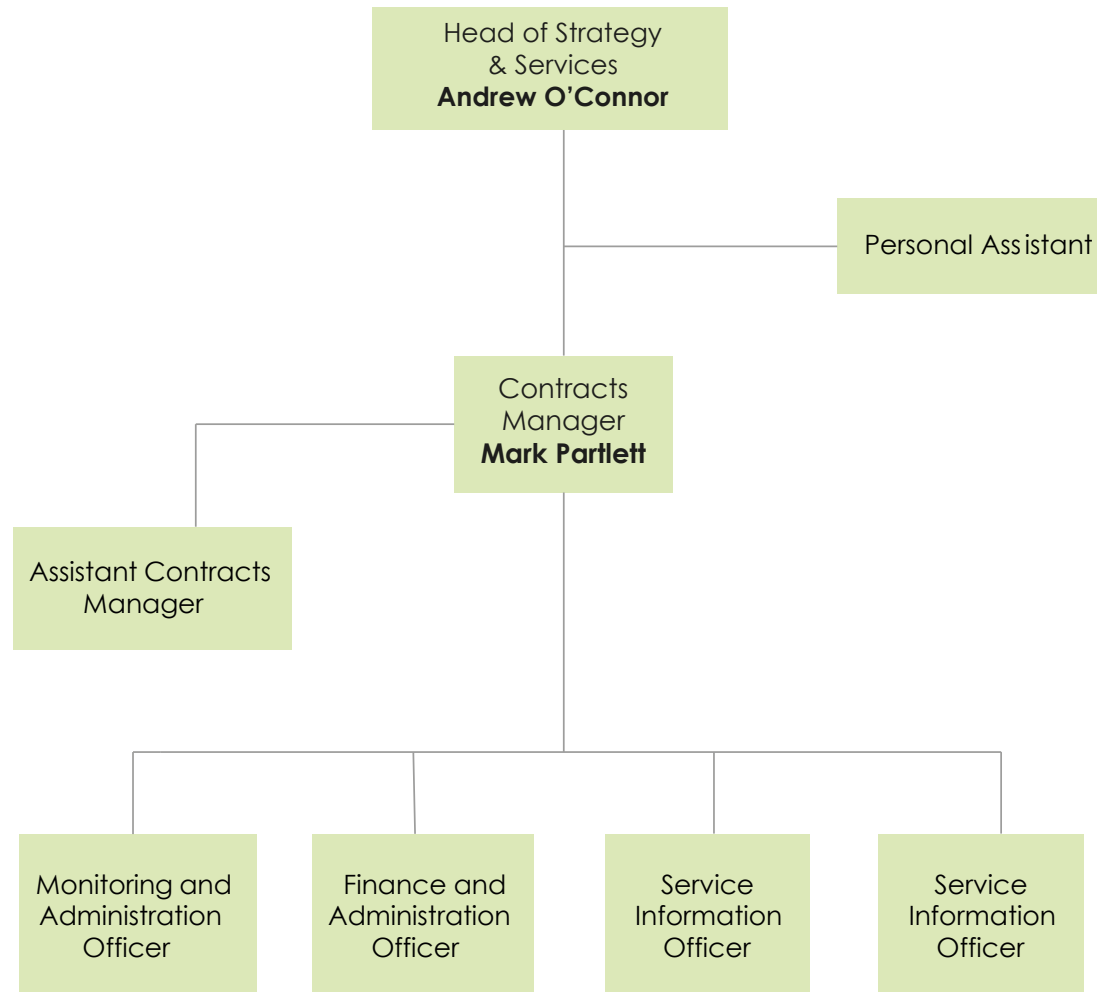 Head of Strategy
& Services
Andrew O’Connor
Personal Assistant
Contracts
Manager
Mark Partlett
Assistant Contracts
Manager
Monitoring and
Administration
Officer
Finance and
Administration
Officer
Service
Information
Officer
Service
Information
Officer